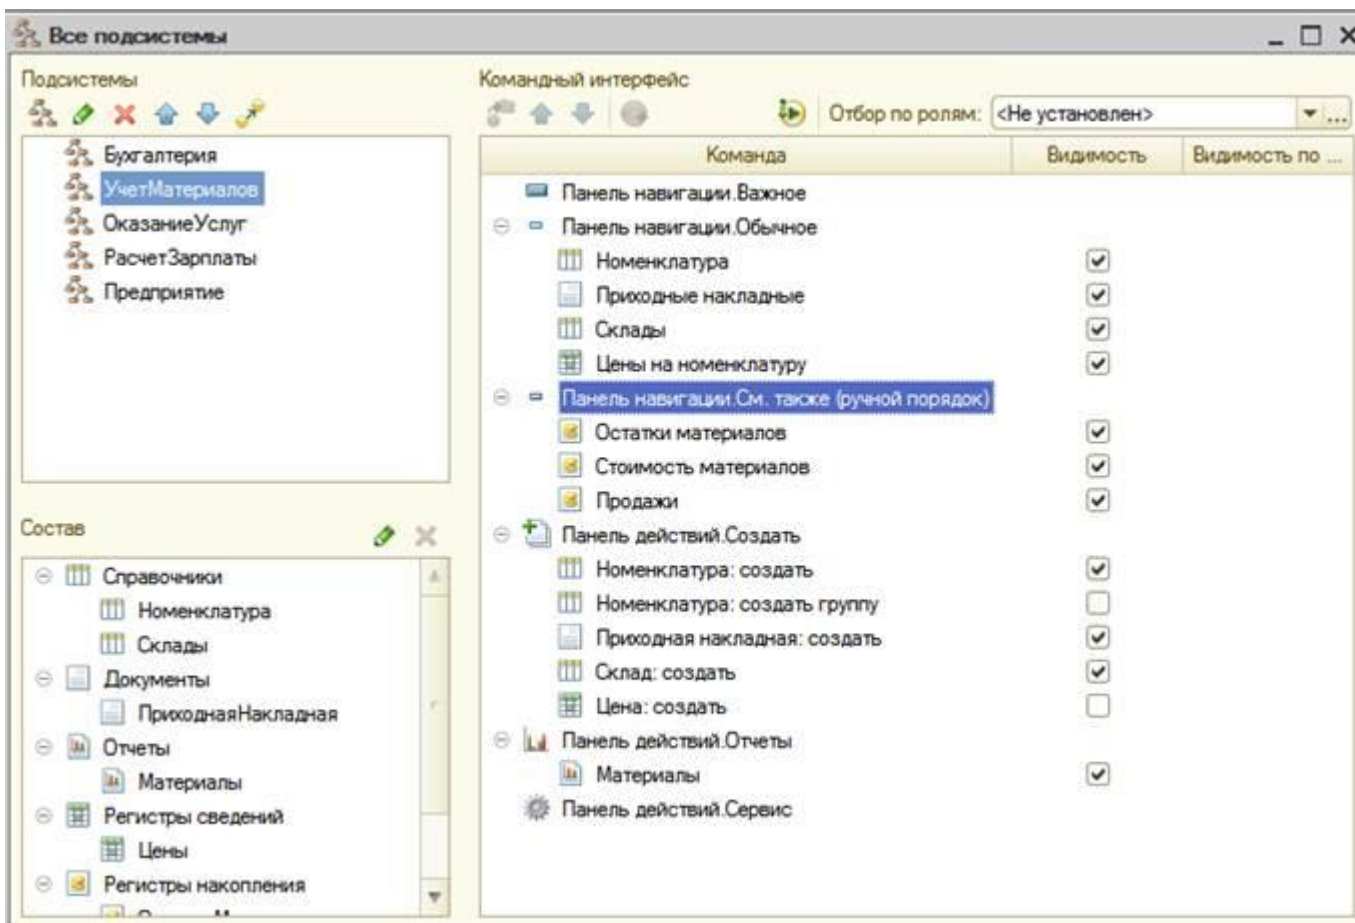 Все подсистемы
Подсистемы
Бухгалтерия
УчетМатериалов
ОказаниеУслуг
РасчетЗарплаты
Предприятие
Состав
Справочники
Номенклатура
Склады
Документы
ПриходнаяНакладная
Отчеты
Материалы
Регистры сведений
Цены
Регистры накопления
Командный интерфейс
Отбор по ролям: <Не установлен> ...
Команда Видимость Видимость по ...
Панель навигации.Важное
Панель навигации.Обычное
Номенклатура
Приходные накладные
Склады
Цены на номенклатуру
Панель навигации.См. также (ручной порядок)
Остатки материалов
Стоимость материалов
Продажи
Панель действий.Создать
Номенклатура: создать
Номенклатура: создать группу
Приходная накладная: создать
Склад: создать
Цена: создать
Панель действий.Отчеты
Материалы
Панель действий.Сервис